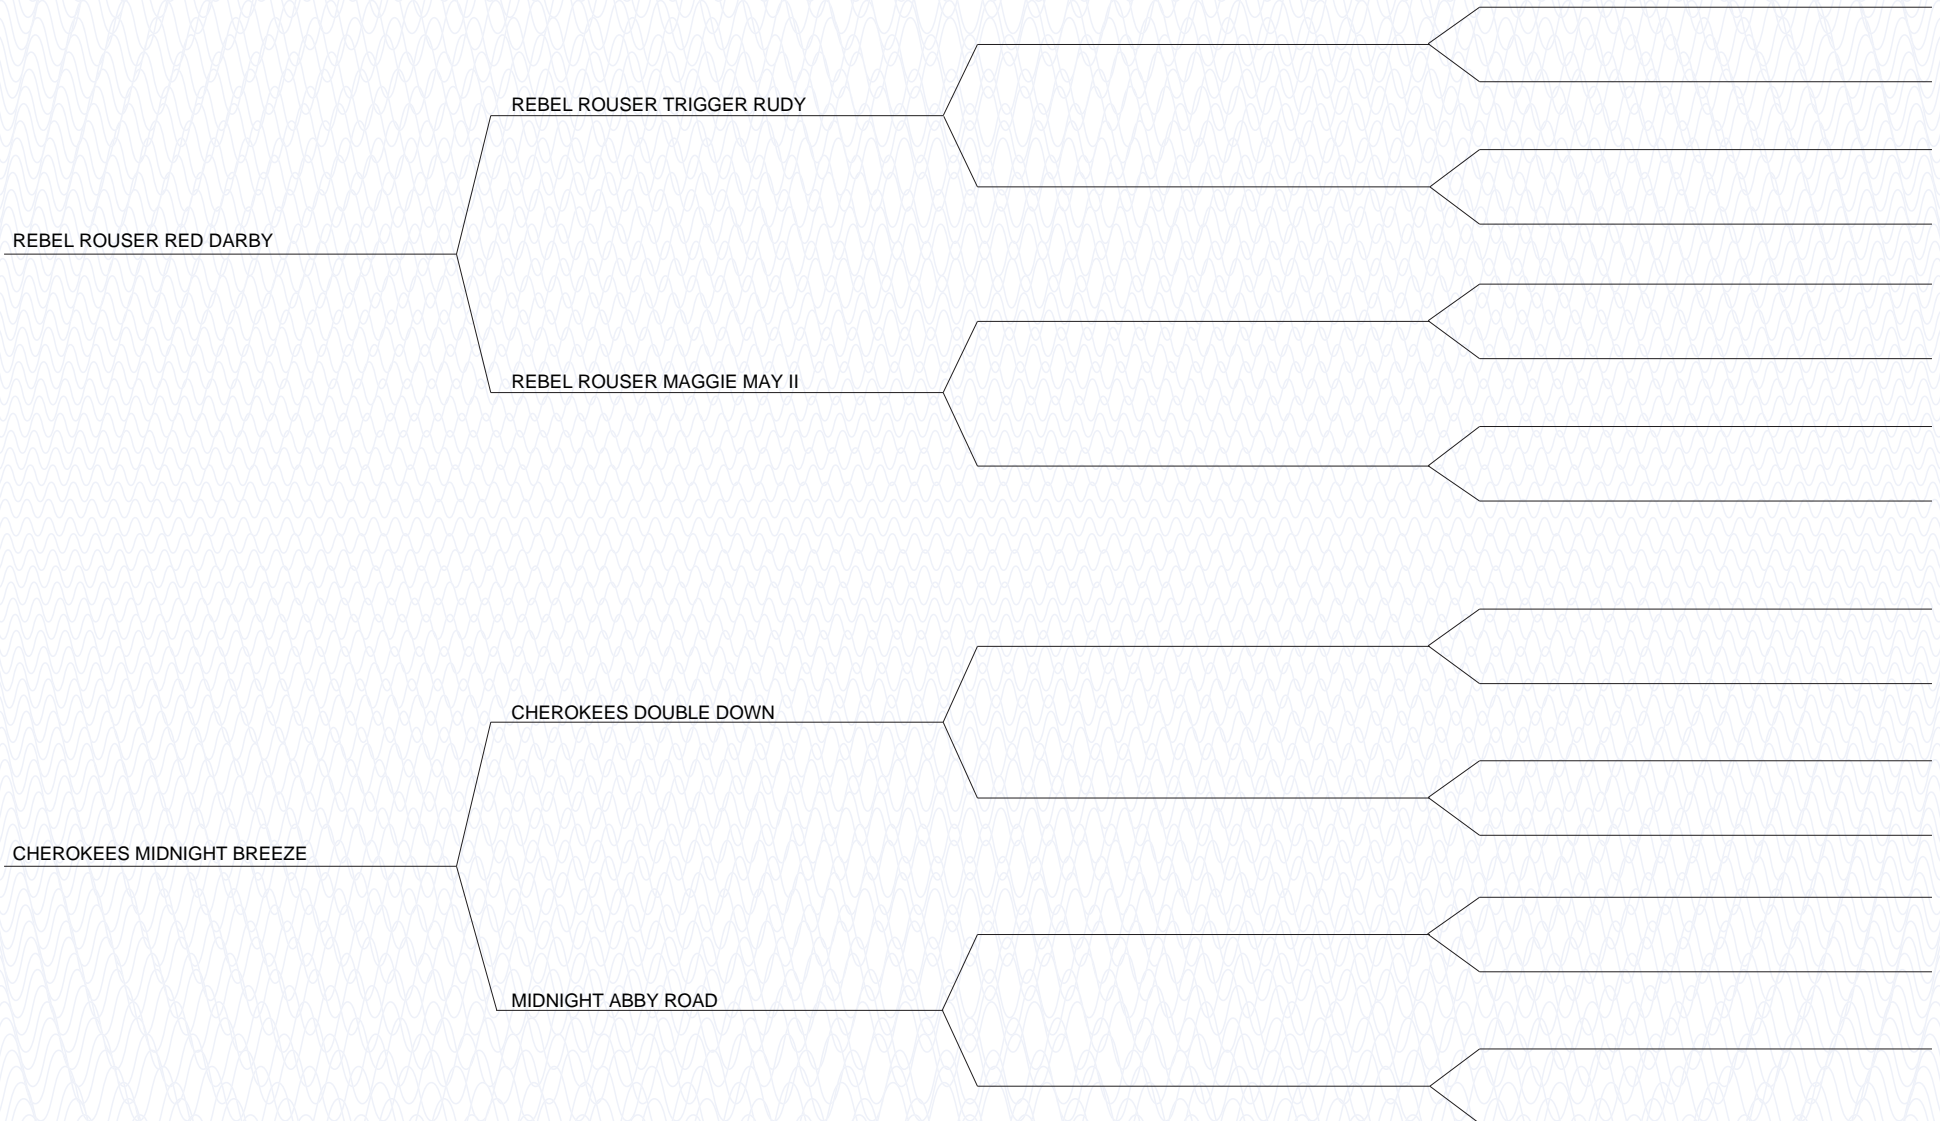 REBEL ROUSER TRIGGER RUDY
REBEL ROUSER RED DARBY
REBEL ROUSER MAGGIE MAY II
CHEROKEES DOUBLE DOWN
CHEROKEES MIDNIGHT BREEZE
MIDNIGHT ABBY ROAD